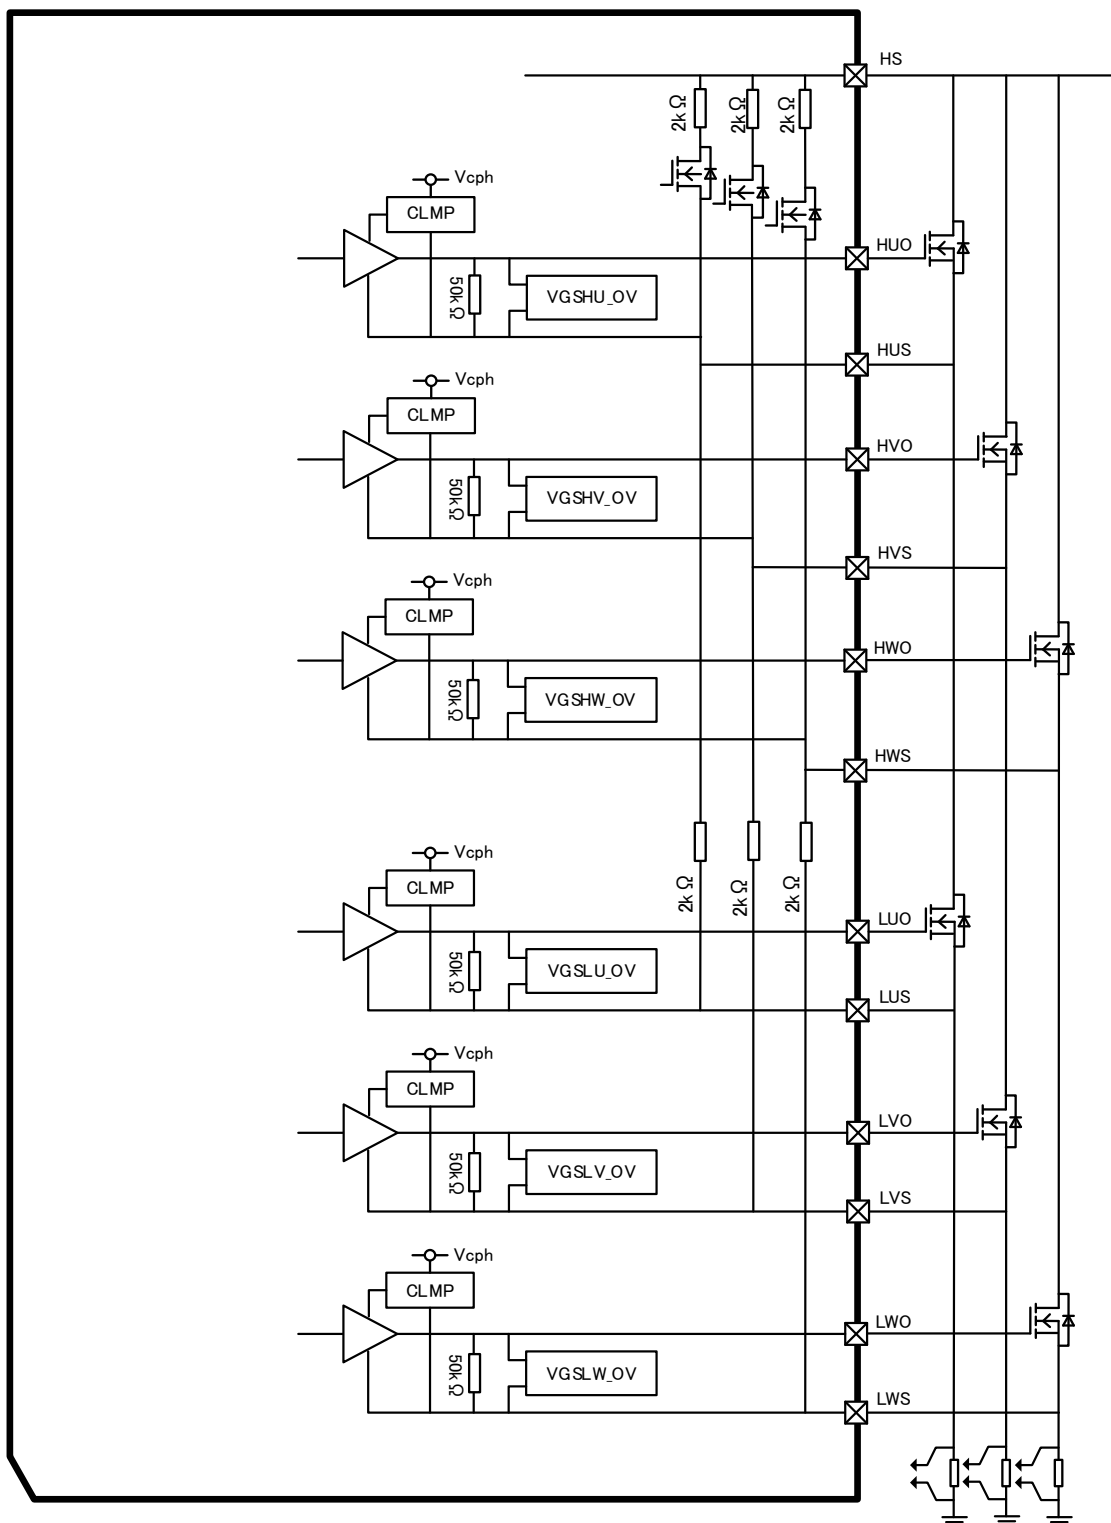 HS
2kΩ
2kΩ
2kΩ
Vcph
CLMP
HUO
50kΩ
VGSHU_OV
HUS
Vcph
CLMP
HVO
50kΩ
VGSHV_OV
HVS
Vcph
CLMP
HWO
50kΩ
VGSHW_OV
HWS
Vcph
CLMP
2kΩ
2kΩ
2kΩ
LUO
50kΩ
VGSLU_OV
LUS
Vcph
CLMP
LVO
50kΩ
VGSLV_OV
LVS
Vcph
CLMP
LWO
50kΩ
VGSLW_OV
LWS